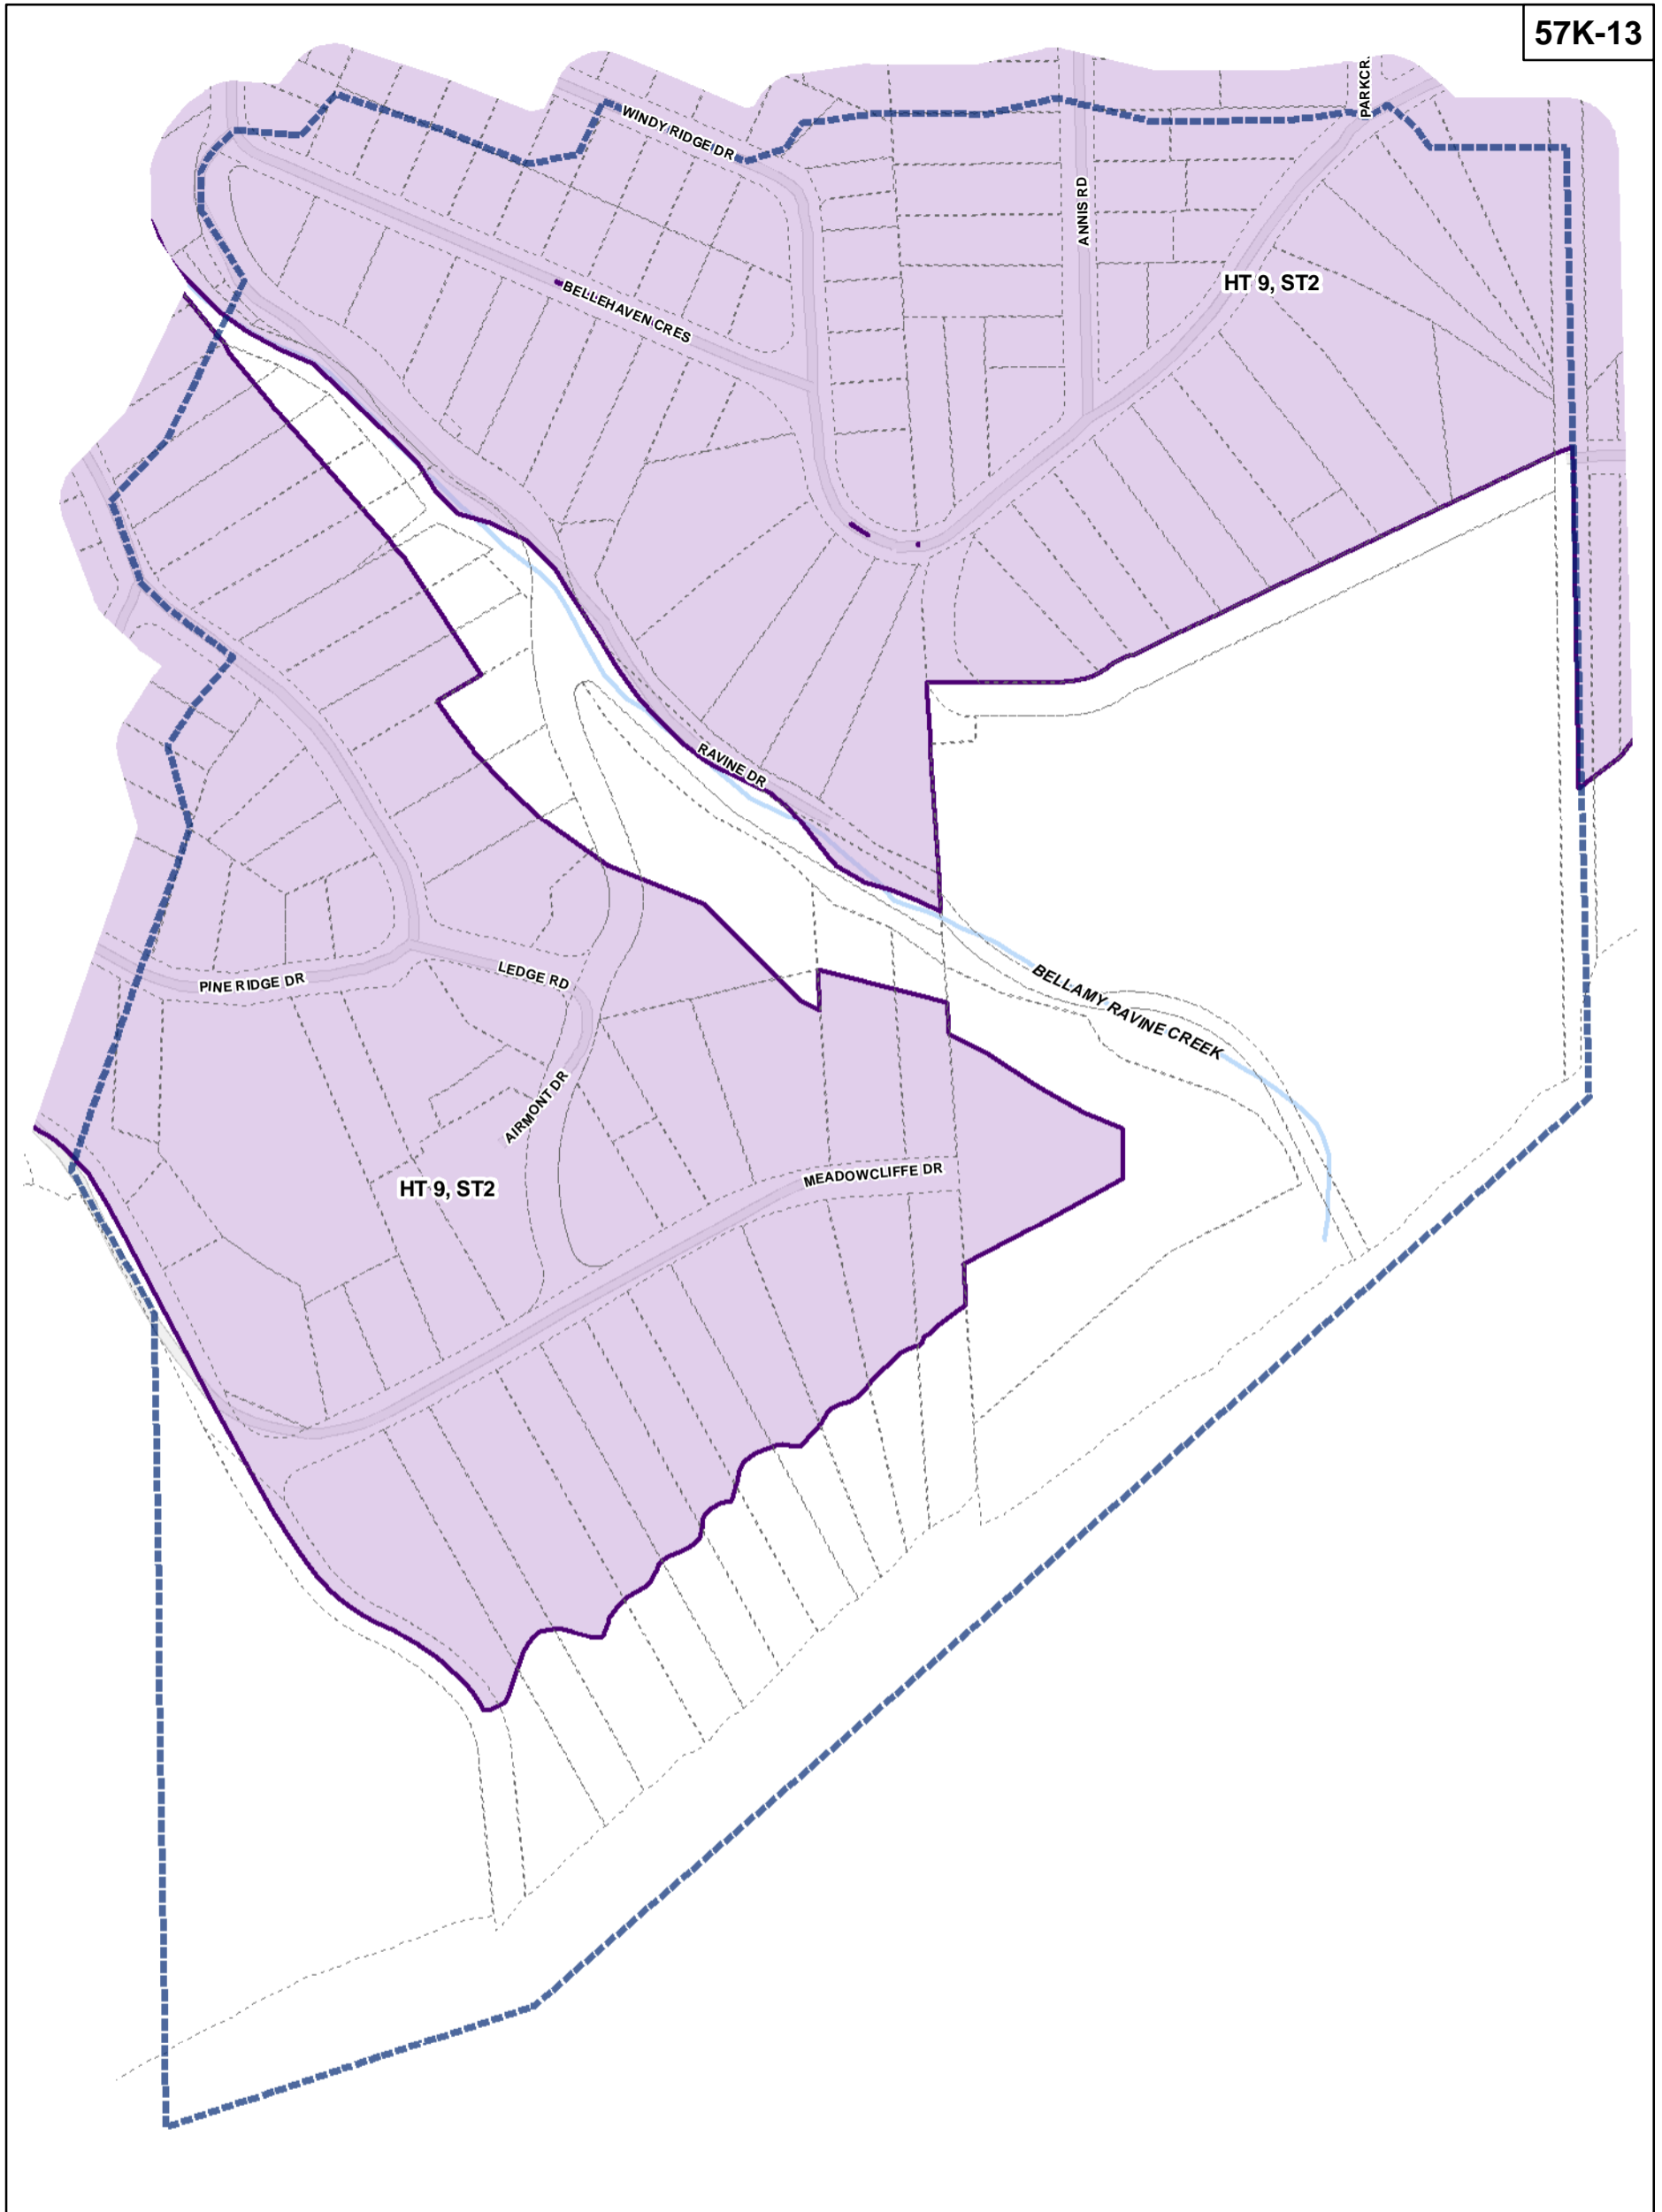 57K-13
PARKCR.
WINDY RIDGE DR
ANNIS RD
HT 9, ST2
BELLEHAVEN CRES
RAVINE DR
LEDGE RD
PINE RIDGE DR
BELLAMY RAVINE CREEK
AIRMONT DR
MEADOWCLIFFE DR
HT 9, ST2